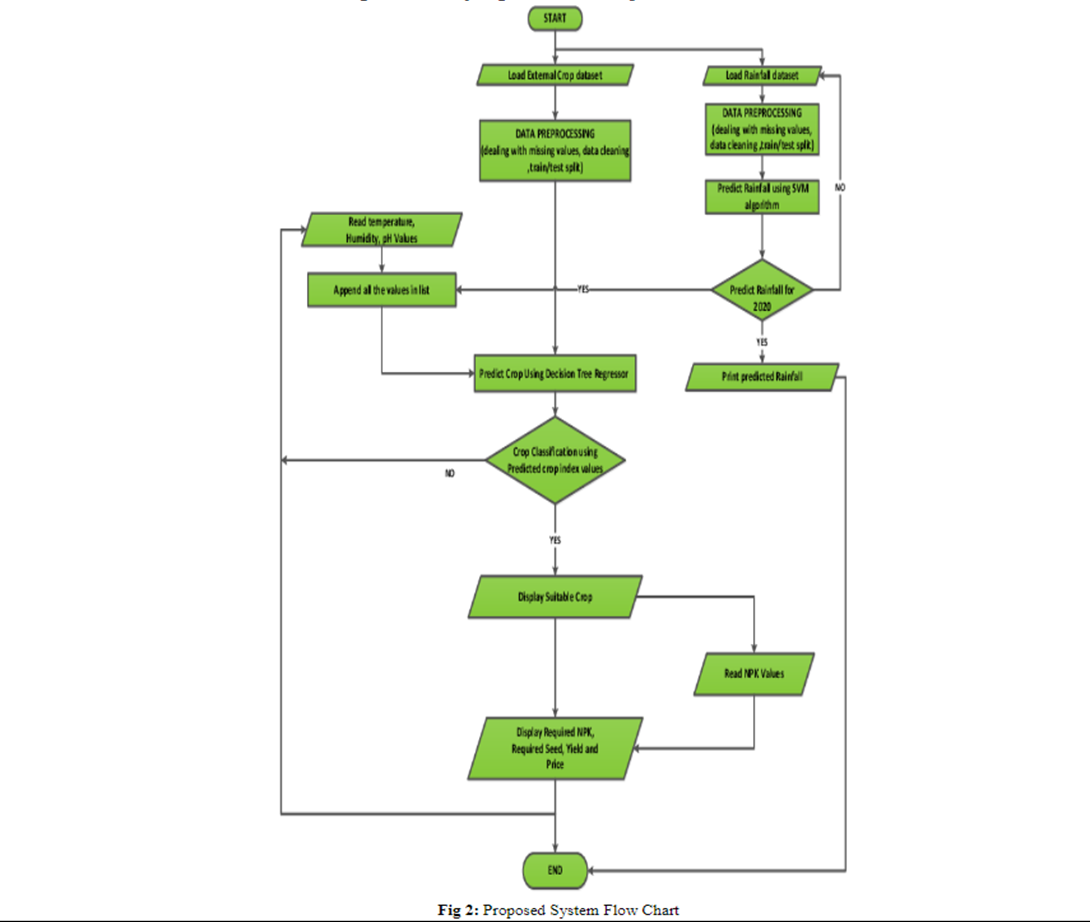 START
Load External Crop dataset
Load Rainfall dataset
DATA PREPROCESSING
(dealing with missing values, data cleaning
,train/test split)
DATA PREPROCESSING
(dealing with missing values,
data cleaning ,train/test split)
Predict Rainfall using SVM
algorithm
NO
Read temperature,
Humidity, pH Values
Append all the values in list
YES
Predict Rainfall for
2020
YES
Predict Crop Using Decision Tree Regressor
Print predicted Rainfall
Crop Classification using
Predicted crop index values
NO
YES
Display Suitable Crop
Read NPK Values
Display Required NPK,
Required Seed, Yield and
Price
END
Fig 2: Proposed System Flow Chart